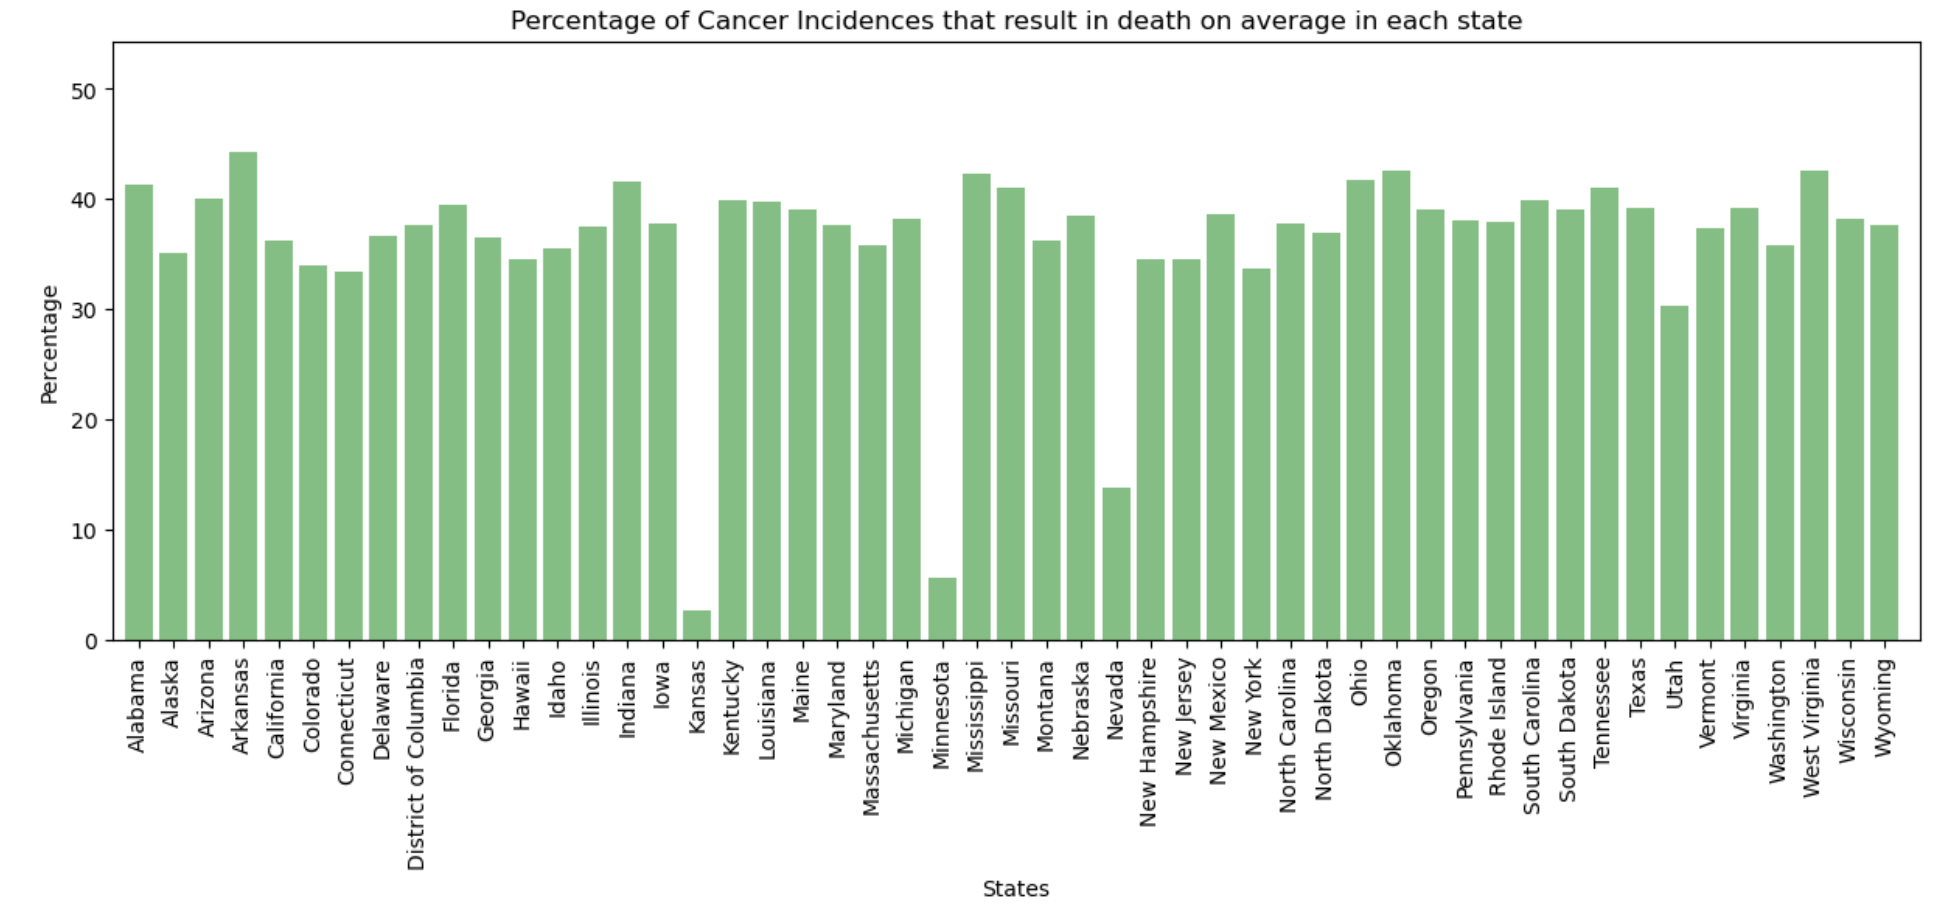 Percentage of Cancer Incidences that result in death on average in each state
Percentage
50
40
30
20
10
0
Alabama
Alaska
Arizona
Arkansas
California
Colorado
Connecticut
Delaware
District of Columbia
Florida
Georgia
Hawaii
Idaho
Illinois
Indiana
Iowa
Kansas
Kentucky
Louisiana
Maine
Maryland
Massachusetts
Michigan
Minnesota
Mississippi
Missouri
Montana
Nebraska
Nevada
New Hampshire
New Jersey
New Mexico
New York
North Carolina
North Dakota
Ohio
Oklahoma
Oregon
Pennsylvania
Rhode Island
South Carolina
South Dakota
Tennessee
Texas
Utah
Vermont
Virginia
Washington
West Virginia
Wisconsin
Wyoming
States